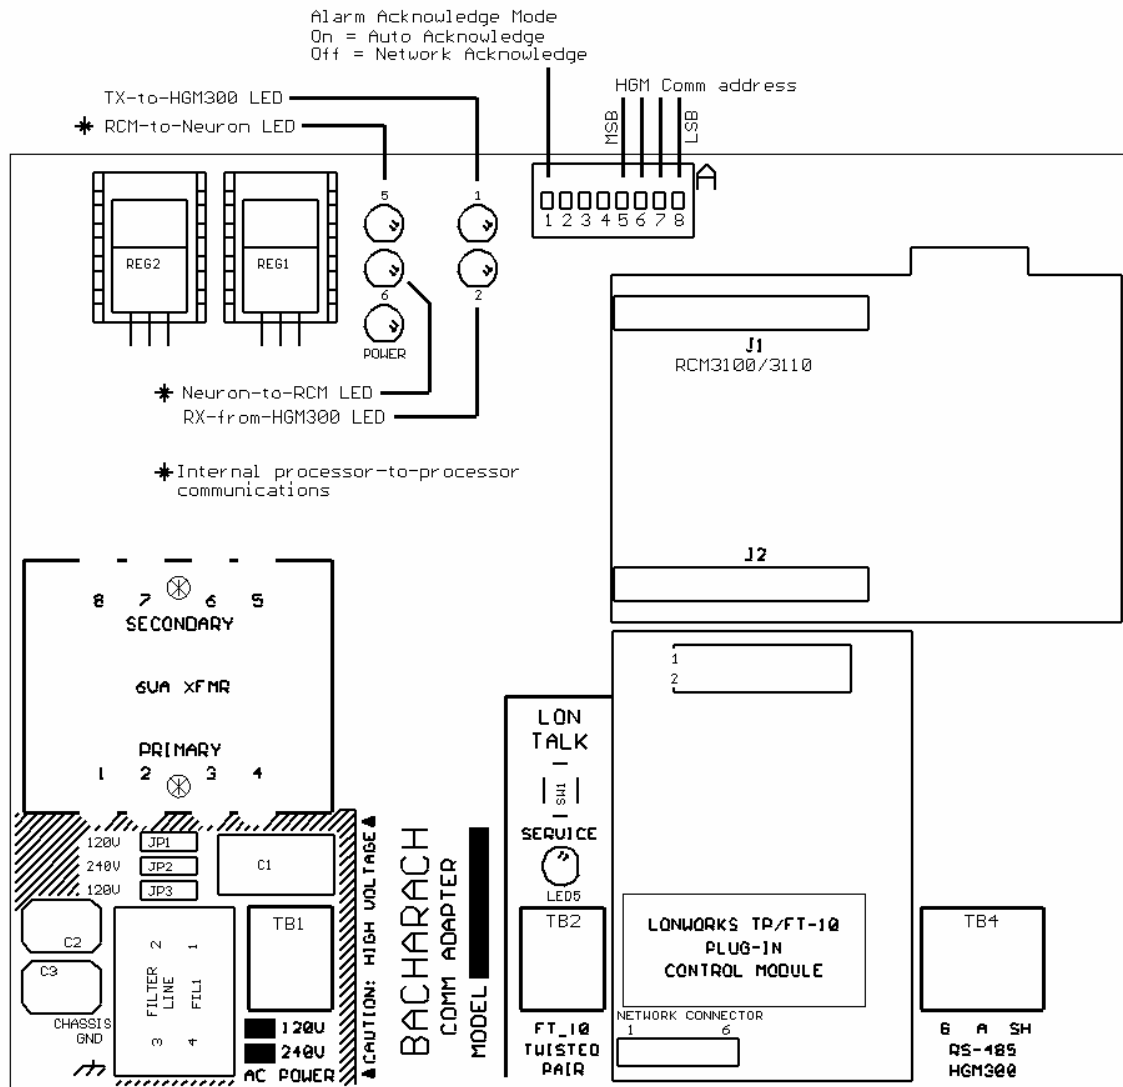 Alarm Acknowledge Mode
On = Auto Acknowledge
Off = Network Acknowledge
HGM Comm address
MSB
LSB
TX-to-HGM300 LED
* RCM-to-Neuron LED
5
1
1 2 3 4 5 6 7 8
REG2
REG1
6
2
POWER
* Neuron-to-RCM LED
RX-from-HGM300 LED
* Internal processor-to-processor
communications
J1
RCM3100/3110
J2
8 7 6 5
SECONDARY
6VA XFMR
PRIMARY
1 2 3 4
1
2
LON
TALK
SW1
SERVICE
LED5
120V JP1
240V JP2
120V JP3
C1
C2
C3
CHASSIS
GND
2 1
FILTER
LINE
FIL1
3 4
TB1
120V
240V
AC POWER
CAUTION: HIGH VOLTAGE
BACHARACH
COMM ADAPTER
MODEL
TB2
FT_10
TWISTED
PAIR
LONWORKS TP/FT-10
PLUG-IN
CONTROL MODULE
NETWORK CONNECTOR
1 6
TB4
A SH
RS-485
HGM300